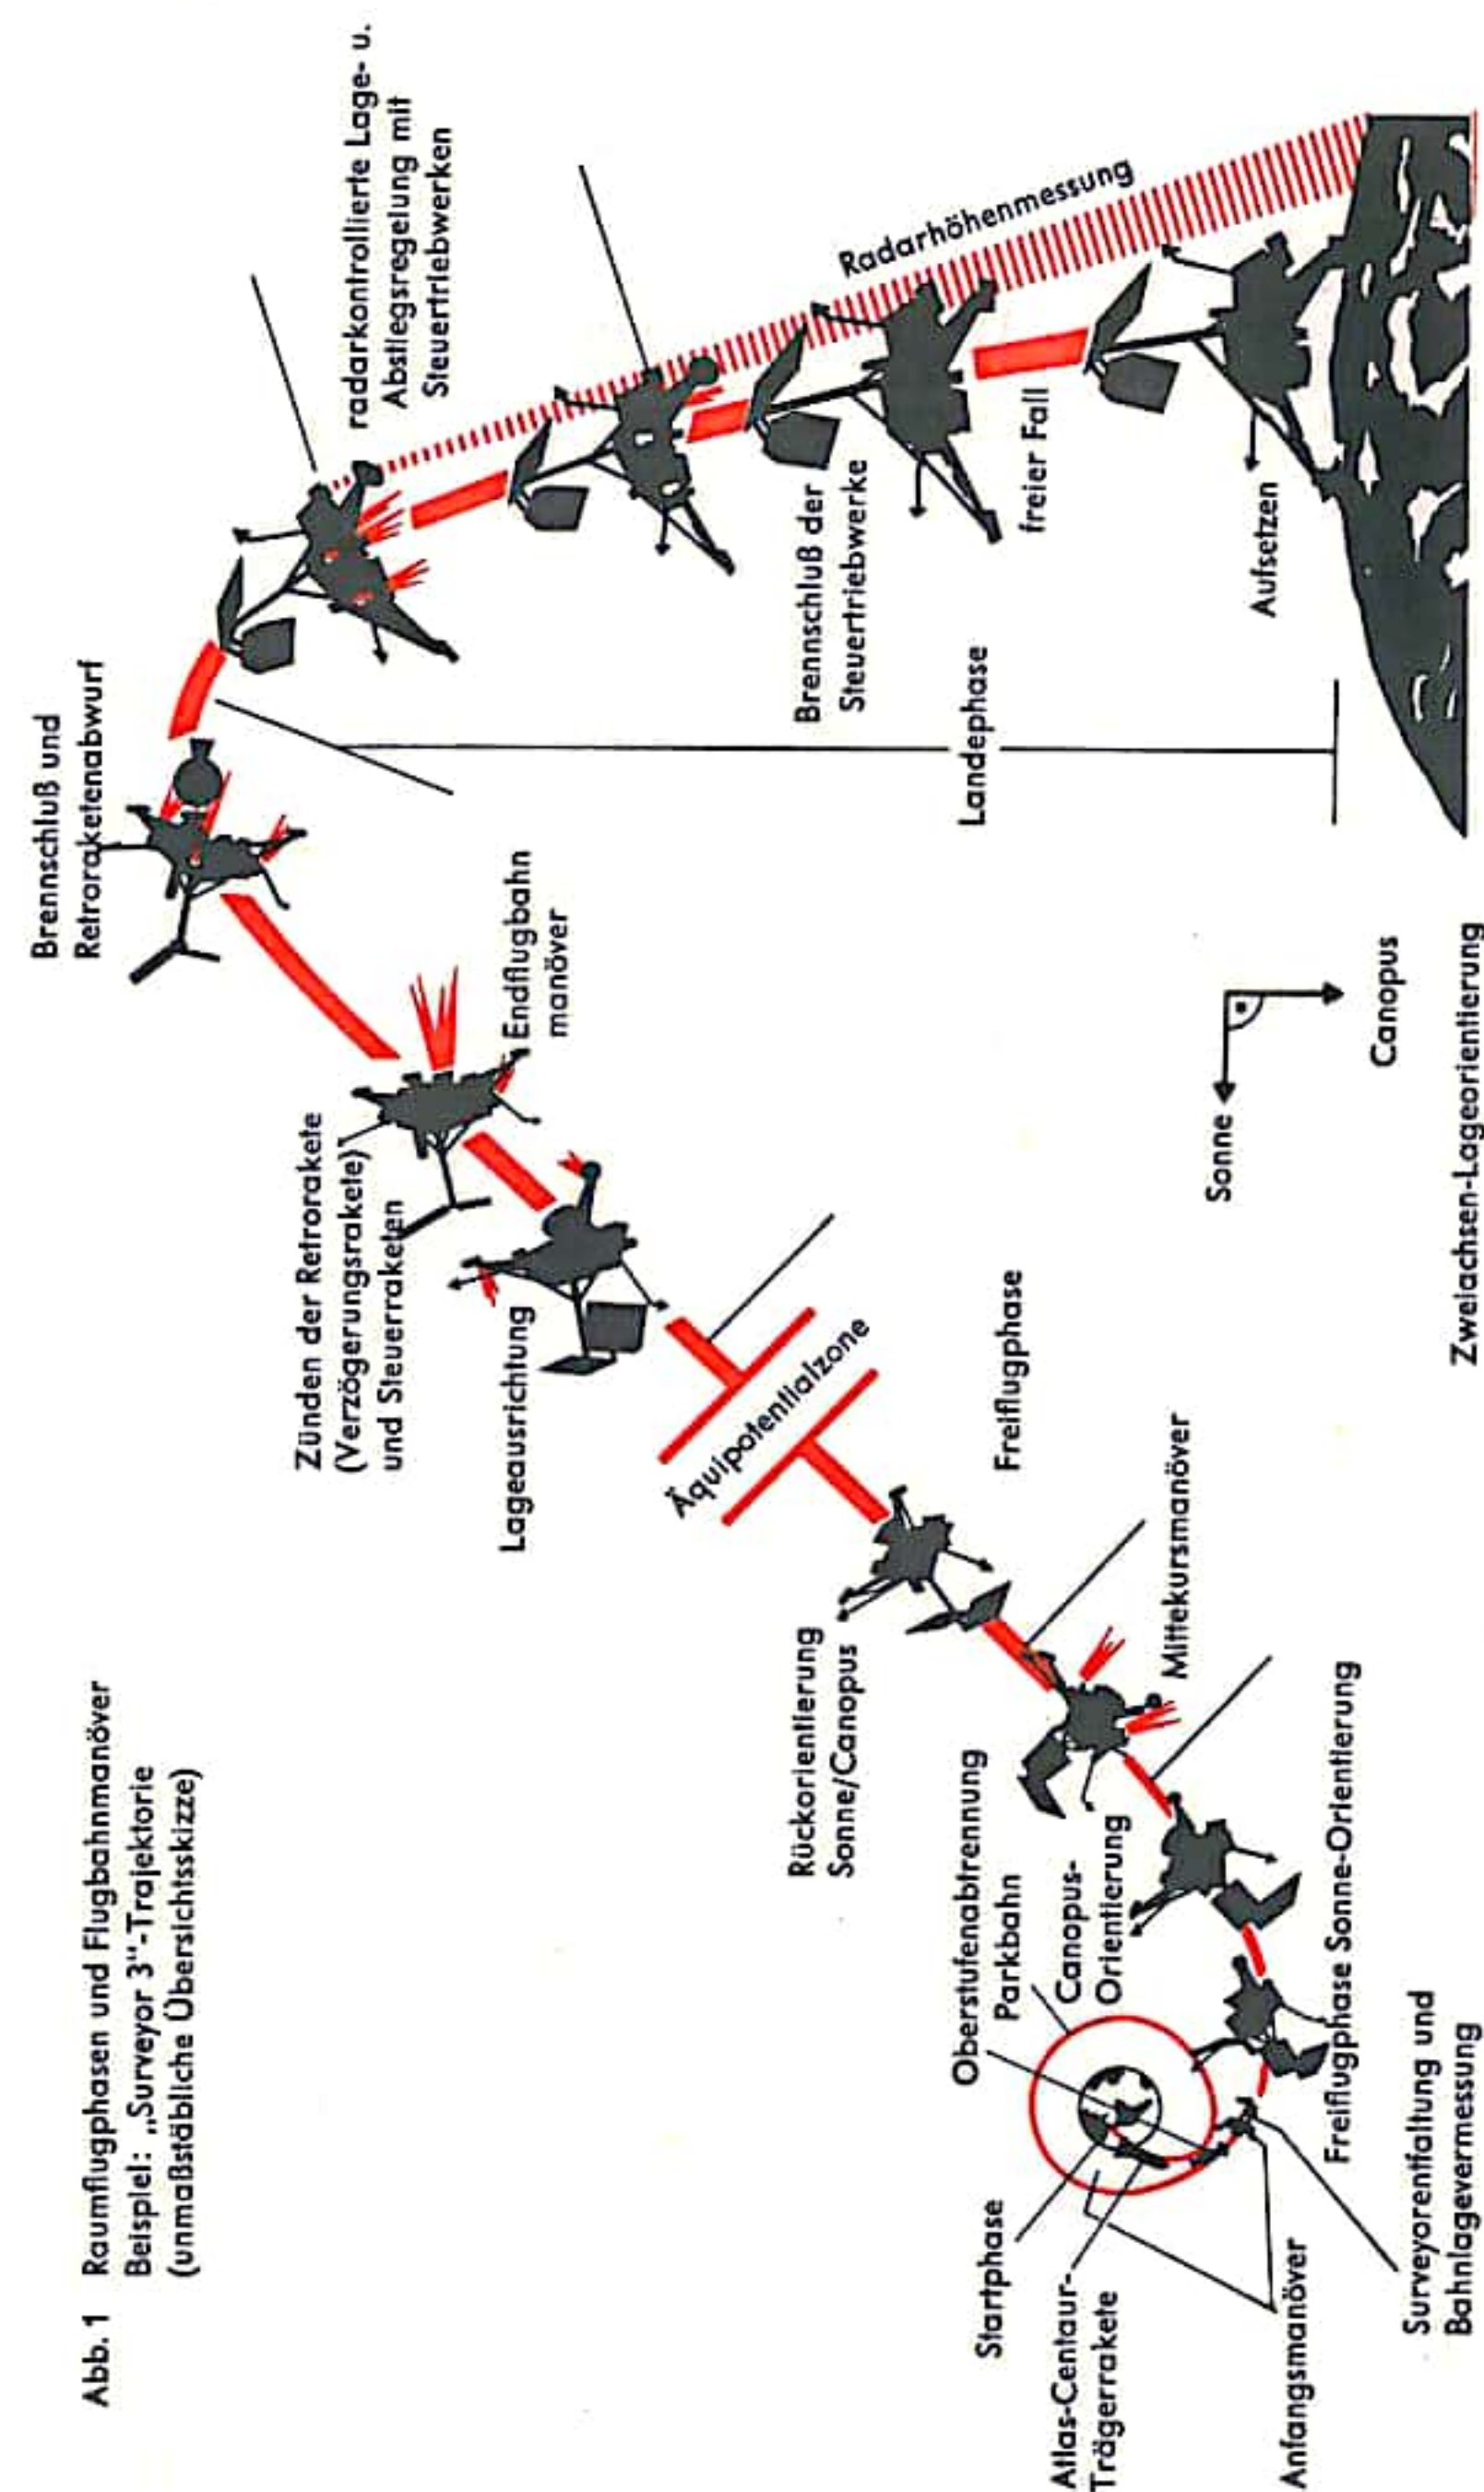 Abb. 1 Raumflugphasen und Flugbahnmanöver
Beispiel: „Surveyor 3"-Trajektorie
(unmaßstäbliche Übersichtsskizze)
Startphase
Atlas-Centaur-
Trägerrakete
Anfangsmanöver
Surveyorentfaltung und
Bahnlagevermessung
Oberstufenabtrennung
Parkbahn
Canopus-
Orientierung
Freiflugphase Sonne-Orientierung
Mittekursmanöver
Rückorientierung
Sonne/Canopus
Freiflugphase
Äquipotentialzone
Lageausrichtung
Zünden der Retrorakete
(Verzögerungsrakete)
und Steuerraketen
Endflugbahn
manöver
Brennschluß und
Retroraketenabwurf
radarkontrollierte Lage- u.
Abstiegsregelung mit
Steuertriebwerken
Radarhöhenmessung
Brennschluß der
Steuertriebwerke
freier Fall
Aufsetzen
Landephase
Sonne
Canopus
Zweiachsen-Lageorientierung